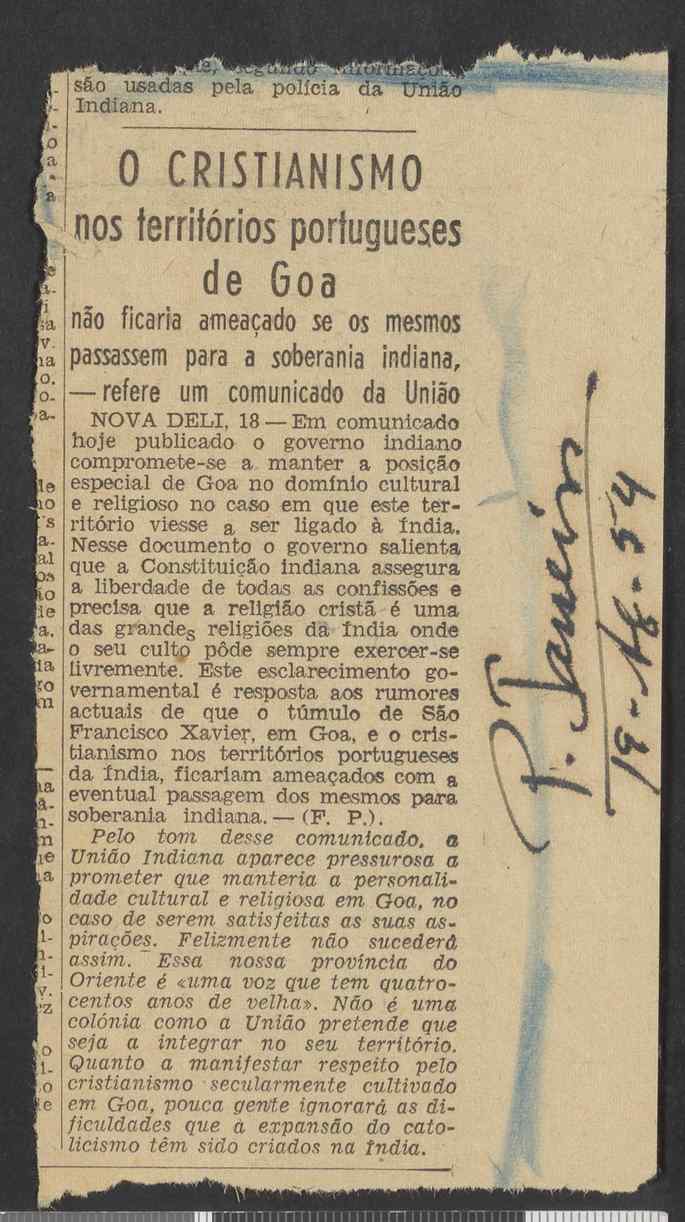 são usadas pela polícia da União
Indiana.
O CRISTIANISMO
nos territórios portugueses
de Goa
não ficaria ameaçado se os mesmos
passassem para a soberania indiana,
— refere um comunicado da União
NOVA DELI, 18 — Em comunicado
hoje publicado o governo indiano
compromete-se a manter a posição
especial de Goa no domínio cultural
e religioso no caso em que este ter-
ritório viesse a ser ligado à Índia.
Nesse documento o governo salienta
que a Constituição indiana assegura
a liberdade de todas as confissões e
precisa que a religião cristã é uma
das grandes religiões da Índia onde
o seu culto pôde sempre exercer-se
livremente. Este esclarecimento go-
vernamental é resposta aos rumores
actuais de que o túmulo de São
Francisco Xavier, em Goa, e o cris-
tianismo nos territórios portugueses
da Índia, ficariam ameaçados com a
eventual passagem dos mesmos para
soberania indiana. — (F. P.).
Pelo tom desse comunicado, a
União Indiana aparece pressurosa a
prometer que manteria a personali-
dade cultural e religiosa em Goa, no
caso de serem satisfeitas as suas as-
pirações. Felizmente não sucederá
assim. Essa nossa província do
Oriente é «uma voz que tem quatro-
centos anos de velha». Não é uma
colónia como a União pretende que
seja a integrar no seu território.
Quanto a manifestar respeito pelo
cristianismo secularmente cultivado
em Goa, pouca gente ignorará as di-
ficuldades que à expansão do cato-
licismo têm sido criados na Índia.
P. Janeiro
19-Ag-54